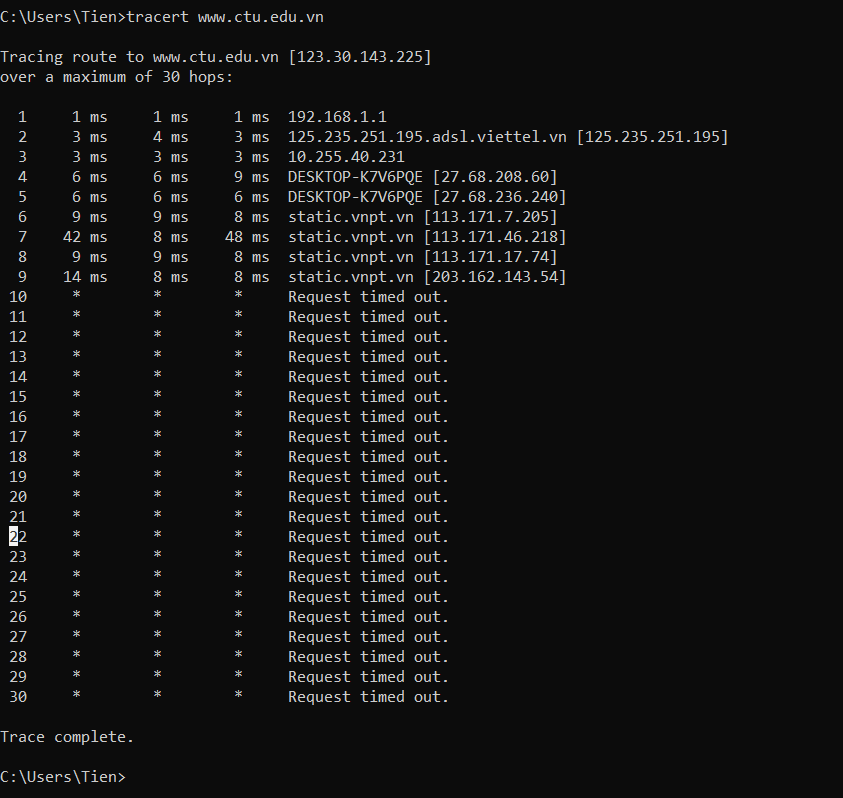 C:\Users\Tien>tracert www.ctu.edu.vn
Tracing route to www.ctu.edu.vn [123.30.143.225]
over a maximum of 30 hops:
1 1 ms 1 ms 1 ms 192.168.1.1
2 3 ms 4 ms 3 ms 125.235.251.195.adsl.viettel.vn [125.235.251.195]
3 3 ms 3 ms 3 ms 10.255.40.231
4 6 ms 6 ms 9 ms DESKTOP-K7V6PQE [27.68.208.60]
5 6 ms 6 ms 6 ms DESKTOP-K7V6PQE [27.68.236.240]
6 9 ms 9 ms 8 ms static.vnpt.vn [113.171.7.205]
7 42 ms 8 ms 48 ms static.vnpt.vn [113.171.46.218]
8 9 ms 9 ms 8 ms static.vnpt.vn [113.171.17.74]
9 14 ms 8 ms 8 ms static.vnpt.vn [203.162.143.54]
10 * * * Request timed out.
11 * * * Request timed out.
12 * * * Request timed out.
13 * * * Request timed out.
14 * * * Request timed out.
15 * * * Request timed out.
16 * * * Request timed out.
17 * * * Request timed out.
18 * * * Request timed out.
19 * * * Request timed out.
20 * * * Request timed out.
21 * * * Request timed out.
22 * * * Request timed out.
23 * * * Request timed out.
24 * * * Request timed out.
25 * * * Request timed out.
26 * * * Request timed out.
27 * * * Request timed out.
28 * * * Request timed out.
29 * * * Request timed out.
30 * * * Request timed out.
Trace complete.
C:\Users\Tien>